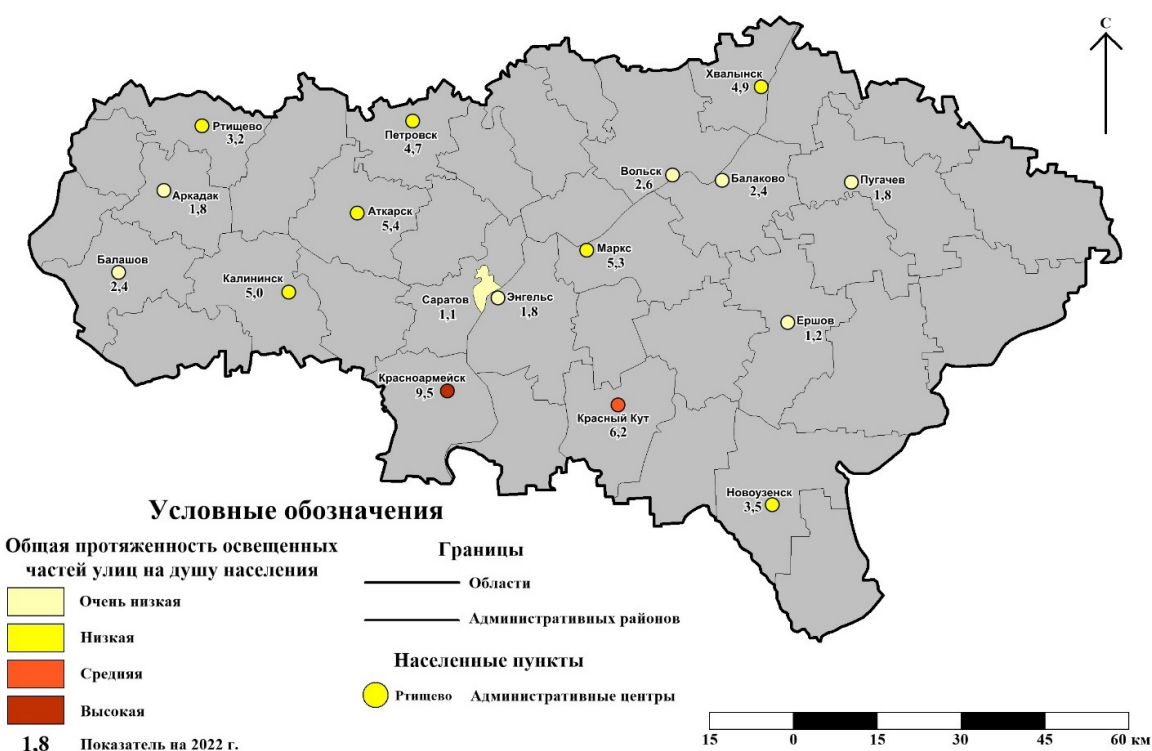 С
Хвалынск
4,9
Ртищево
3,2
Петровск
4,7
Вольск
2,6
Балаково
2,4
Пугачев
1,8
Аркадак
1,8
Аткарск
5,4
Маркс
5,3
Балашов
2,4
Калининск
5,0
Саратов
1,1
Энгельс
1,8
Ершов
1,2
Красноармейск
9,5
Красный Кут
6,2
Новоузенск
3,5
Условные обозначения
Общая протяженность освещенных
частей улиц на душу населения
Очень низкая
Низкая
Средняя
Высокая
1,8 Показатель на 2022 г.
Границы
Области
Административных районов
Населенные пункты
Ртищево Административные центры
15 0 15 30 45 60 км